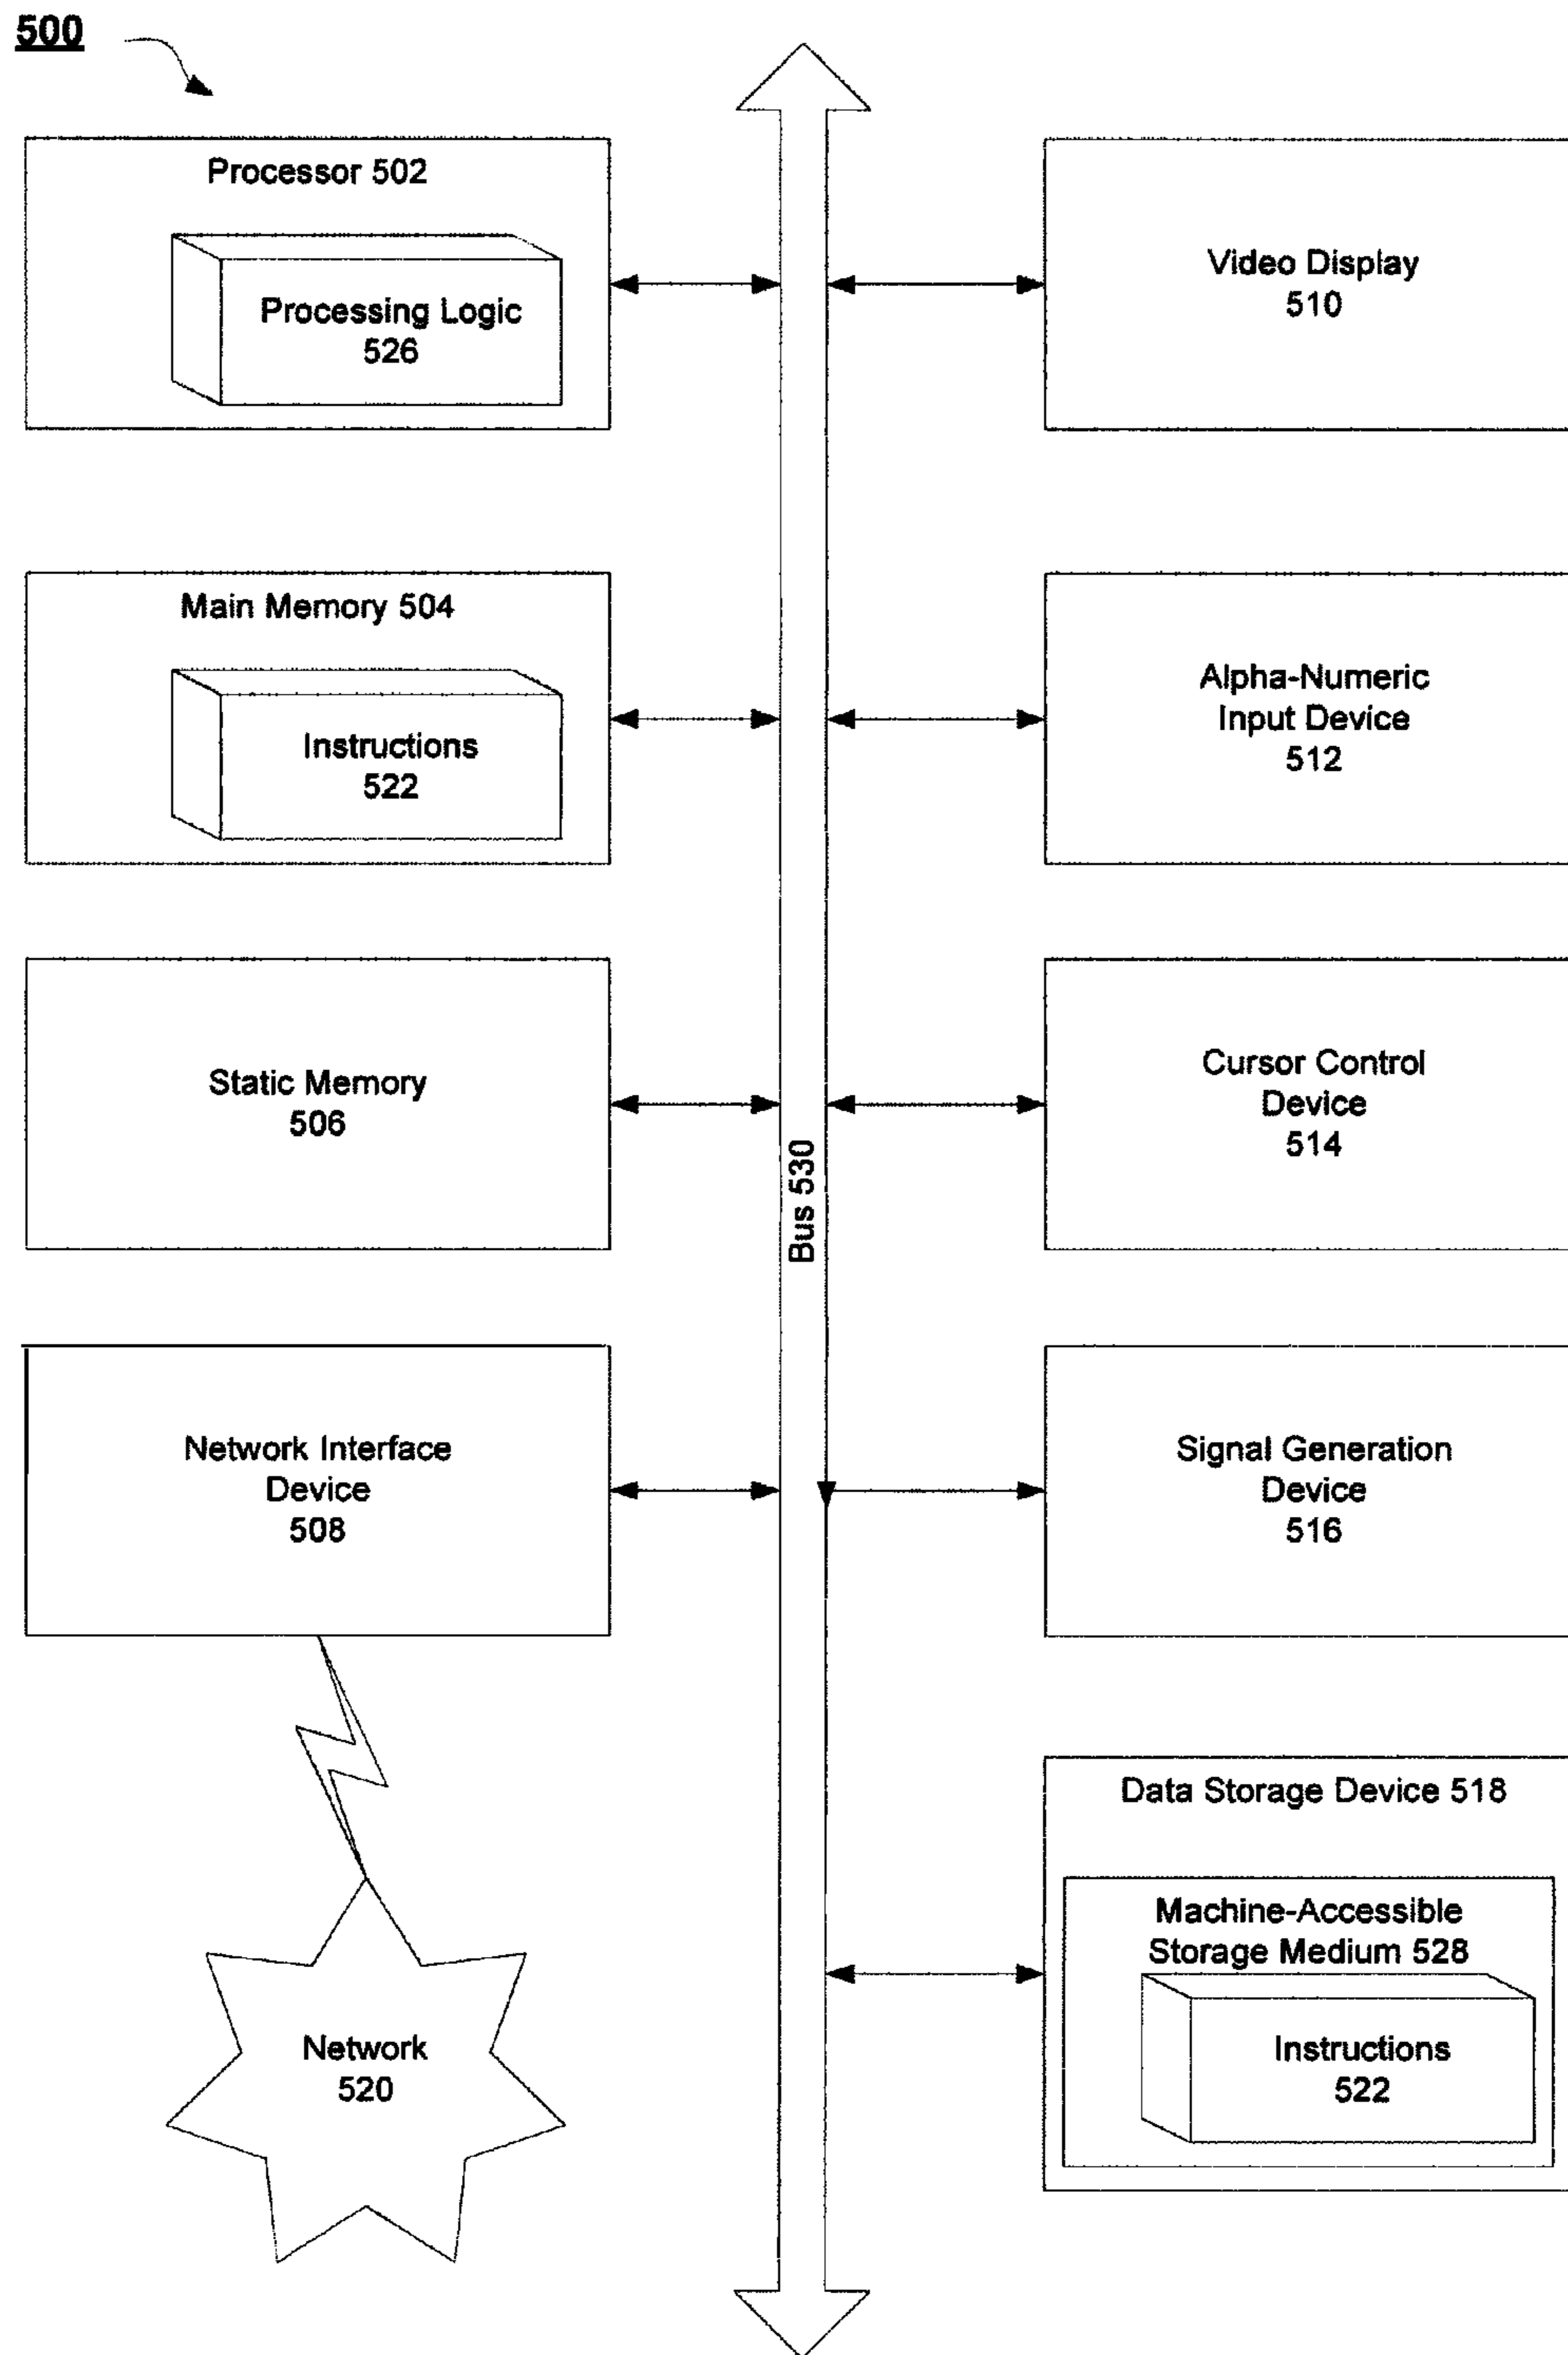 500
Processor 502
Processing Logic
526
Video Display
510
Main Memory 504
Instructions
522
Alpha-Numeric
Input Device
512
Static Memory
506
Cursor Control
Device
514
Bus 530
Network Interface
Device
508
Signal Generation
Device
516
Data Storage Device 518
Machine-Accessible
Storage Medium 528
Instructions
522
Network
520